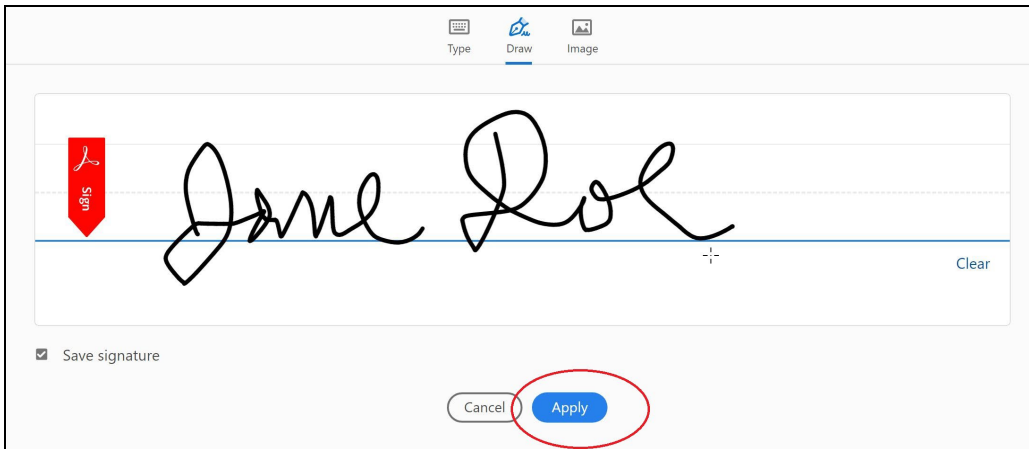 Type Draw Image
Sign
Jane Doe
Clear
Save signature
Cancel Apply